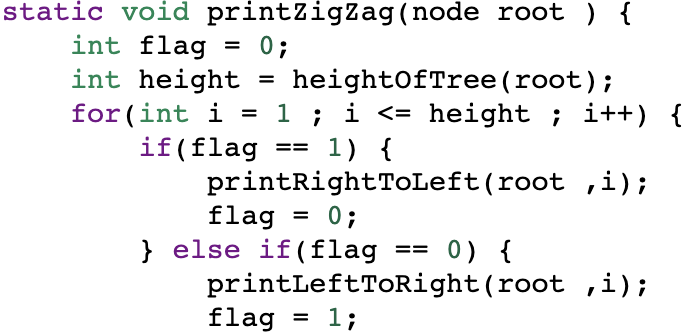 static void printZigZag(node root ) {
    int flag = 0;
    int height = heightOfTree(root);
    for(int i = 1 ; i <= height ; i++) {
        if(flag == 1) {
            printRightToLeft(root ,i);
            flag = 0;
        } else if(flag == 0) {
            printLeftToRight(root ,i);
            flag = 1;